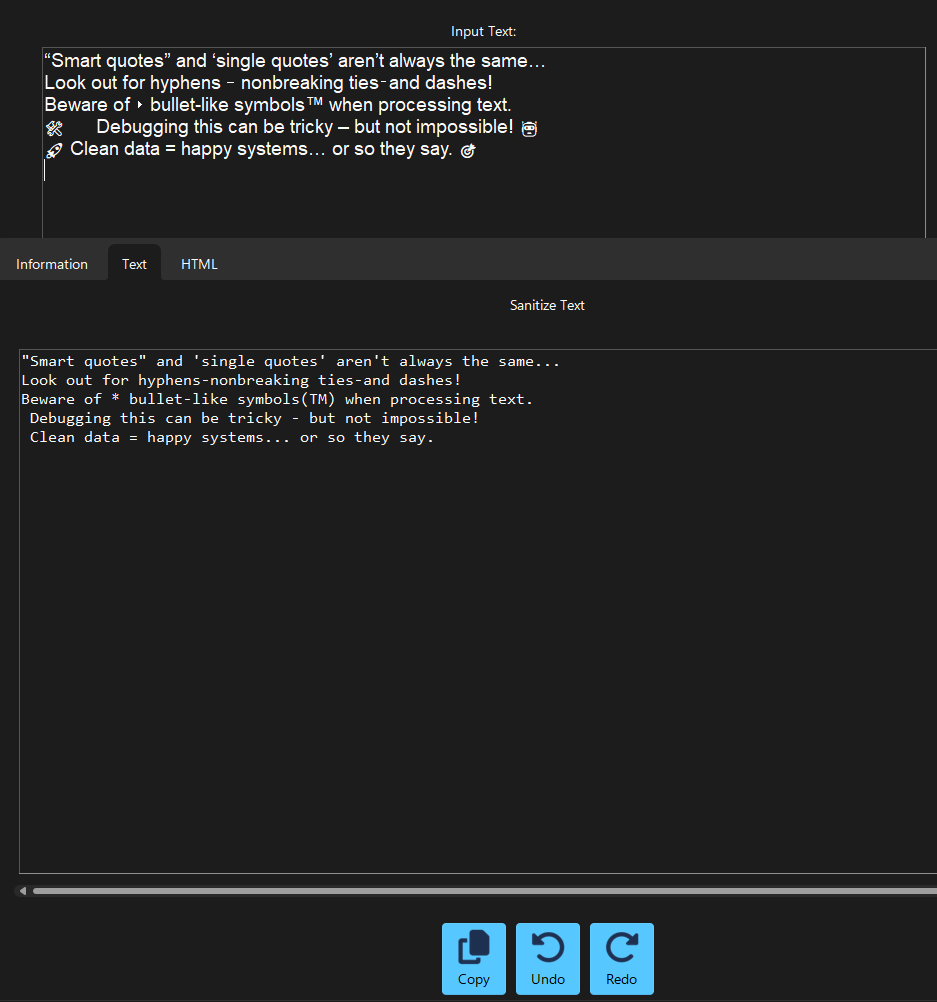 Input Text:
“Smart quotes” and ‘single quotes’ aren’t always the same…
Look out for hyphens ‑ nonbreaking ties‑and dashes!
Beware of ‣ bullet-like symbols™ when processing text.
🛠 Debugging this can be tricky – but not impossible! 🤖
🚀 Clean data = happy systems… or so they say. 🎯
Information Text HTML
Sanitize Text
"Smart quotes" and 'single quotes' aren't always the same...
Look out for hyphens-nonbreaking ties-and dashes!
Beware of * bullet-like symbols(TM) when processing text.
Debugging this can be tricky - but not impossible!
Clean data = happy systems... or so they say.
Copy Undo Redo